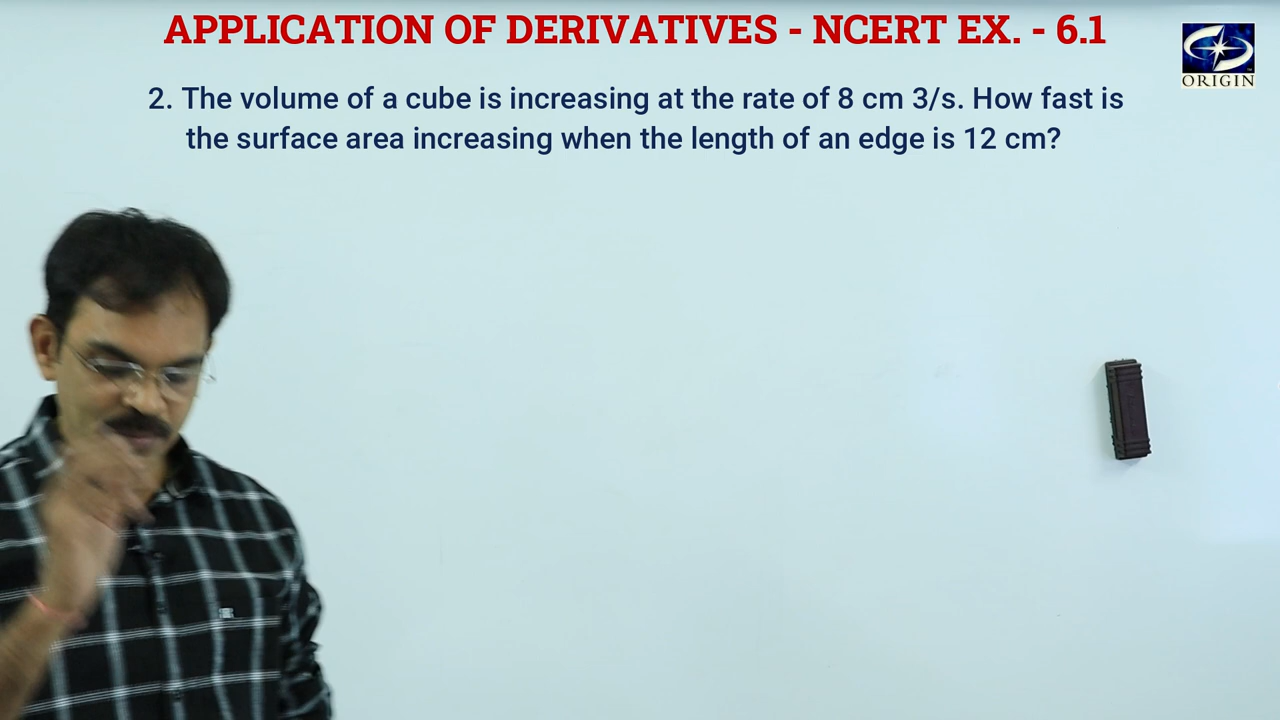 APPLICATION OF DERIVATIVES - NCERT EX. - 6.1
ORIGIN
2. The volume of a cube is increasing at the rate of 8 cm 3/s. How fast is
the surface area increasing when the length of an edge is 12 cm?